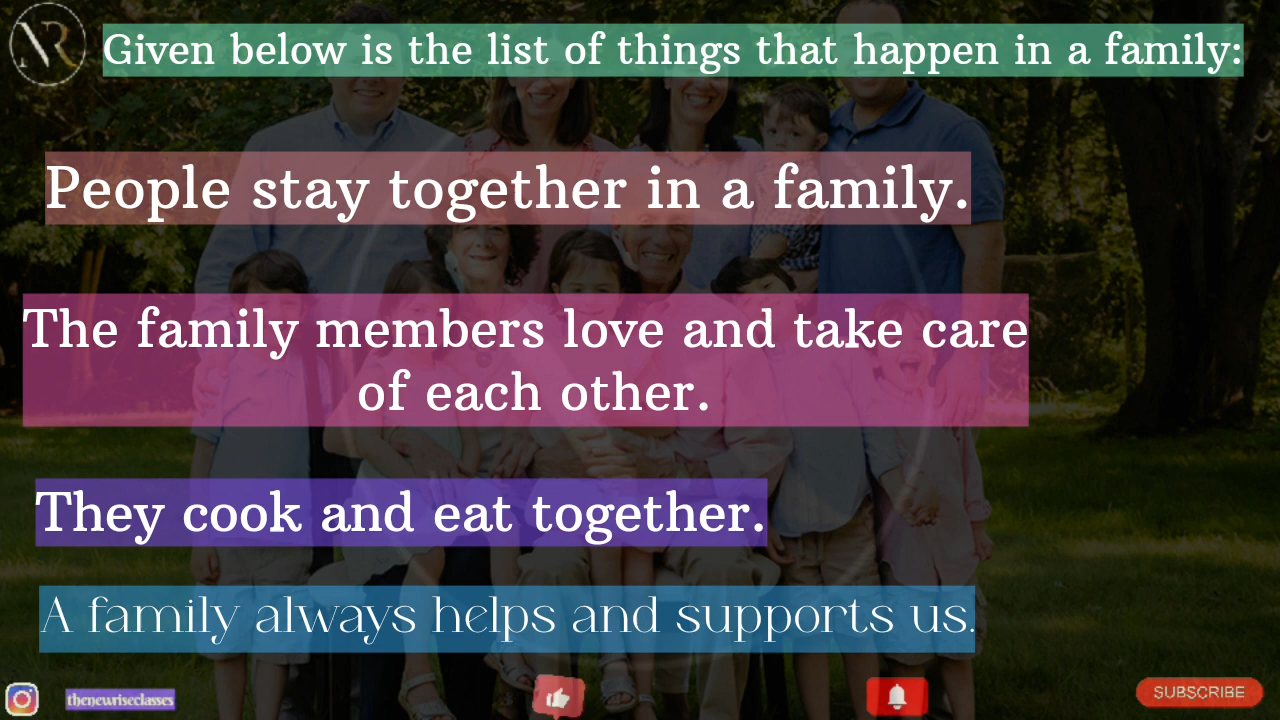 NR
Given below is the list of things that happen in a family:
People stay together in a family.
The family members love and take care
of each other.
They cook and eat together.
A family always helps and supports us.
thenewriseclasses
SUBSCRIBE